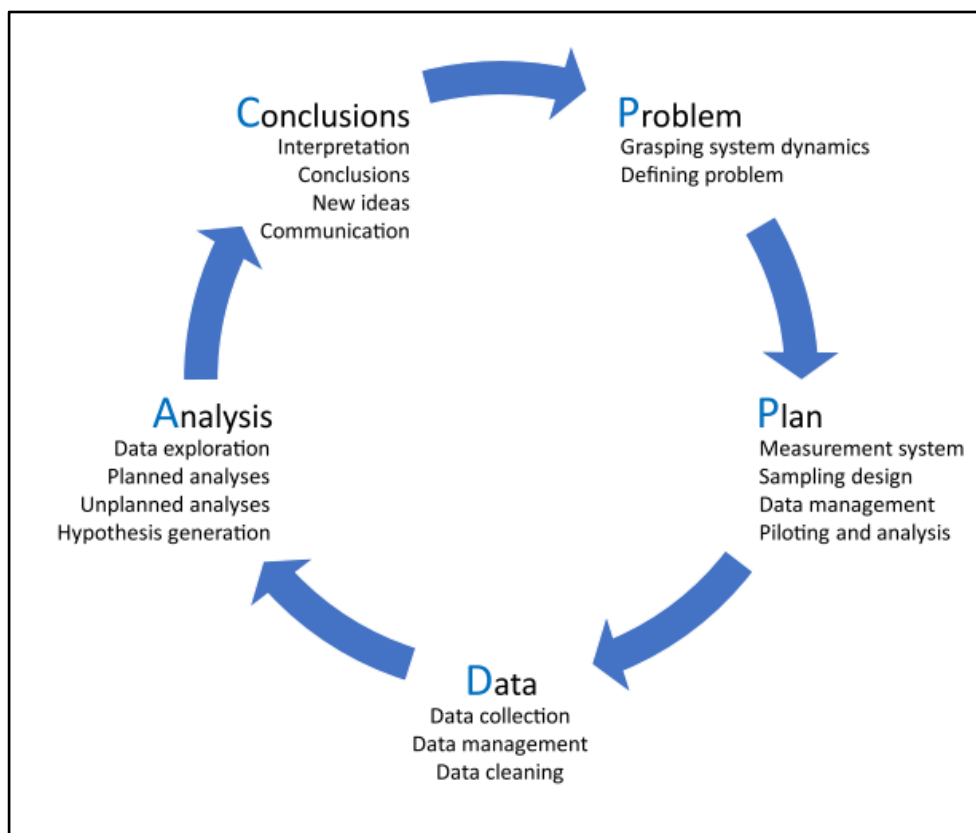 Problem
Grasping system dynamics
Defining problem
Plan
Measurement system
Sampling design
Data management
Piloting and analysis
Data
Data collection
Data management
Data cleaning
Analysis
Data exploration
Planned analyses
Unplanned analyses
Hypothesis generation
Conclusions
Interpretation
Conclusions
New ideas
Communication